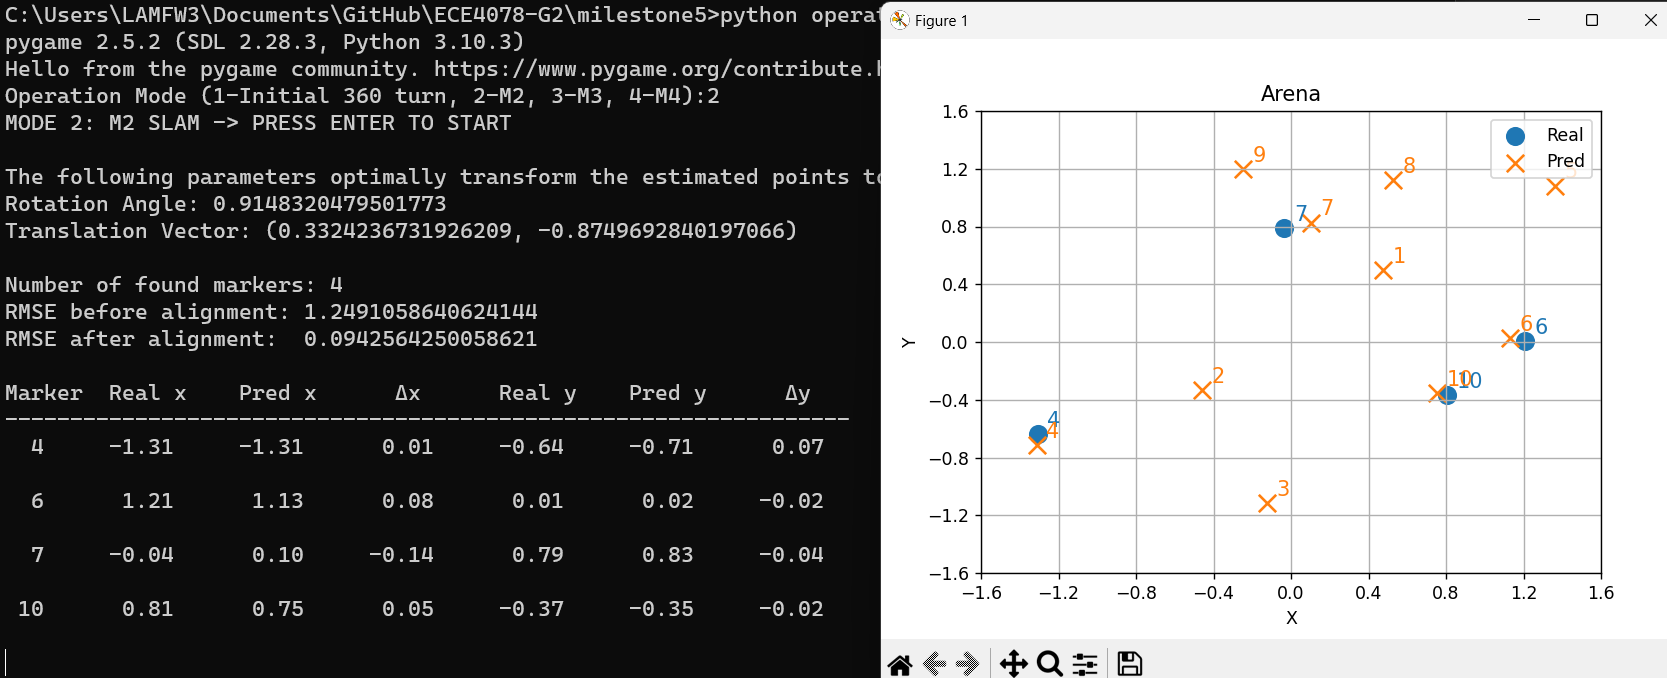 C:\Users\LAMFW3\Documents\GitHub\ECE4078-G2\milestone5>python
pygame 2.5.2 (SDL 2.28.3, Python 3.10.3)
Hello from the pygame community. https://www.pygame.org/contribute.
Operation Mode (1-Initial 360 turn, 2-M2, 3-M3, 4-M4):2
MODE 2: M2 SLAM -> PRESS ENTER TO START
The following parameters optimally transform the estimated points
Rotation Angle: 0.9148320479501773
Translation Vector: (0.3324236731926209, -0.8749692840197066)
Number of found markers: 4
RMSE before alignment: 1.2491058640624144
RMSE after alignment:  0.0942564250058621
Marker  Real x    Pred x      Δx     Real y    Pred y      Δy
------------------------------------------------------------------
4     -1.31     -1.31      0.01     -0.64     -0.71      0.07
6      1.21      1.13      0.08      0.01      0.02     -0.02
7     -0.04      0.10     -0.14      0.79      0.83     -0.04
10      0.81      0.75      0.05     -0.37     -0.35     -0.02
Figure 1
Arena
Real
Pred
9
8
7
7
1
6
6
2
10
10
4
4
3
Y
1.6
1.2
0.8
0.4
0.0
−0.4
−0.8
−1.2
−1.6
−1.6 −1.2 −0.8 −0.4 0.0 0.4 0.8 1.2 1.6
X